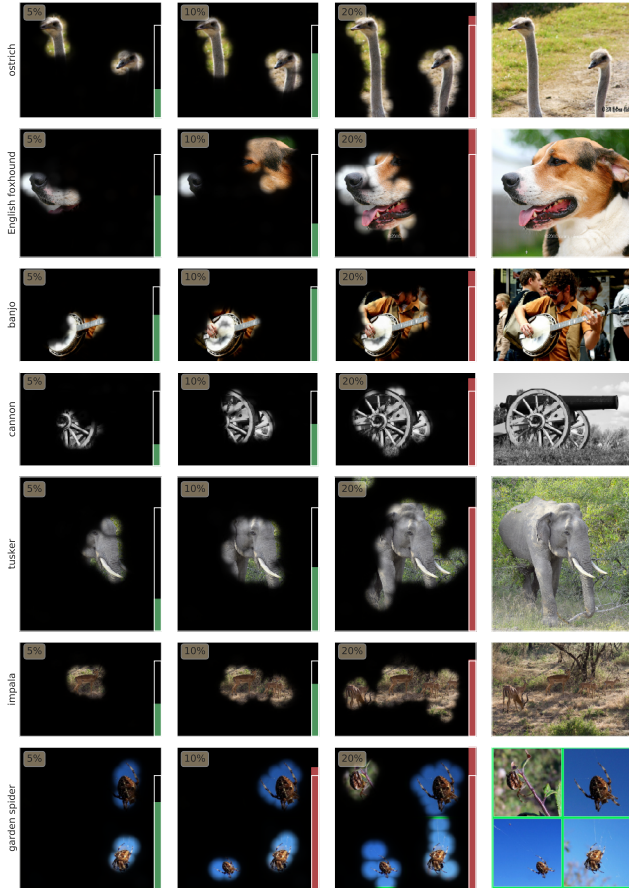 5% 10% 20%
ostrich
5% 10% 20%
English foxhound
5% 10% 20%
banjo
5% 10% 20%
cannon
5% 10% 20%
tusker
5% 10% 20%
impala
5% 10% 20%
garden spider